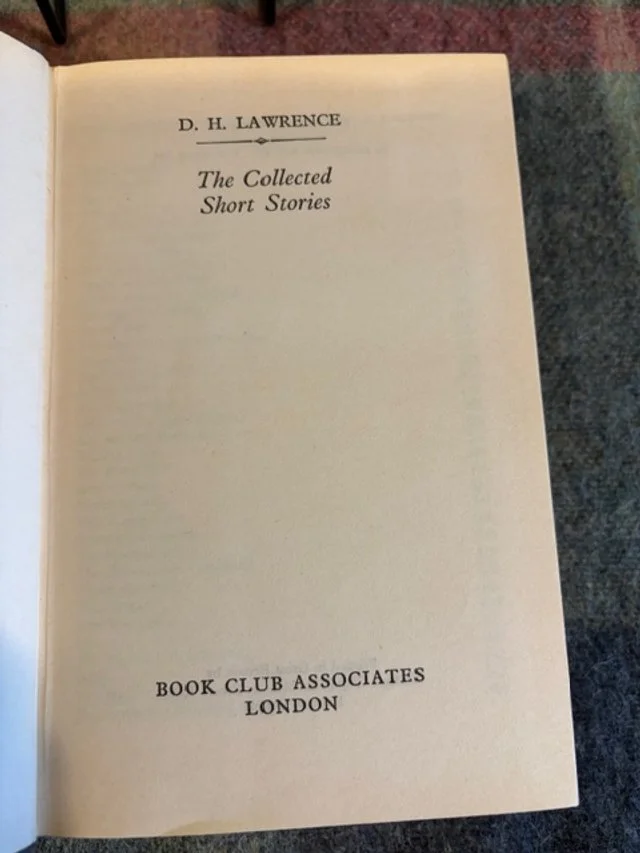 D. H. LAWRENCE
The Collected
Short Stories
BOOK CLUB ASSOCIATES
LONDON